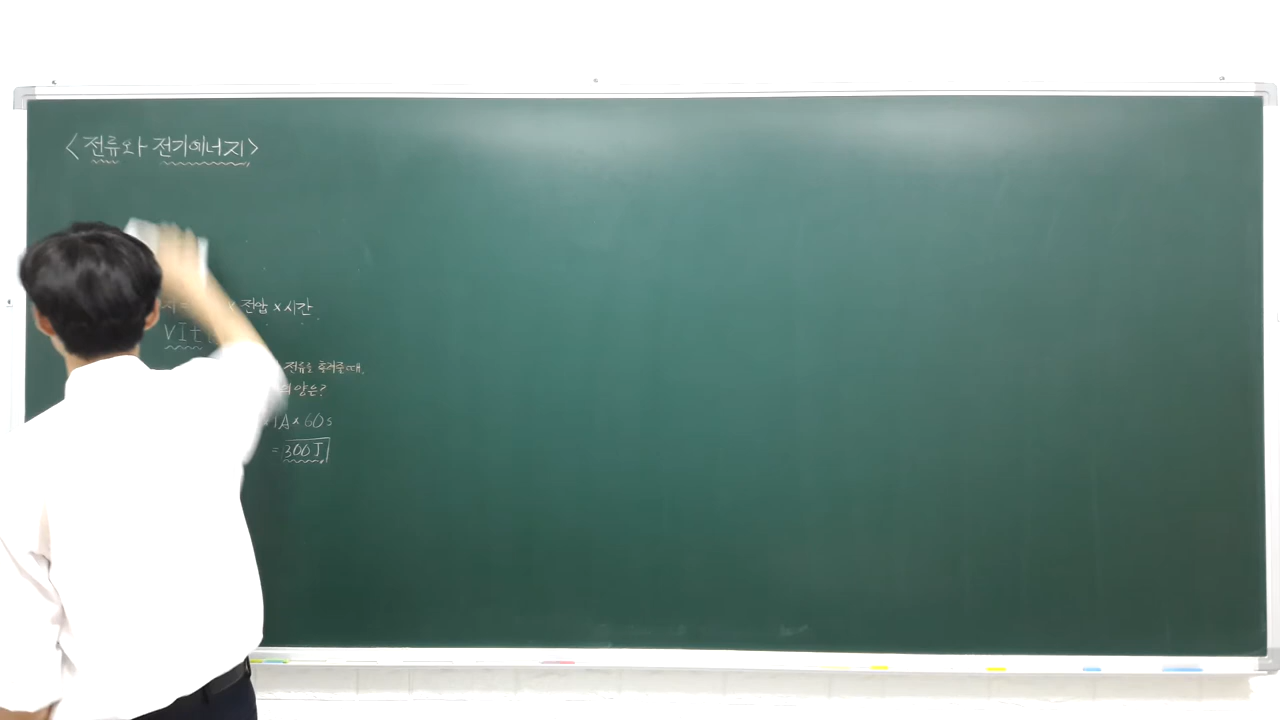 <전류와 전기에너지>
× 전압 × 시간
VIt
전류를 흘려줄 때,
의 양은?
1A × 60s
= 300J